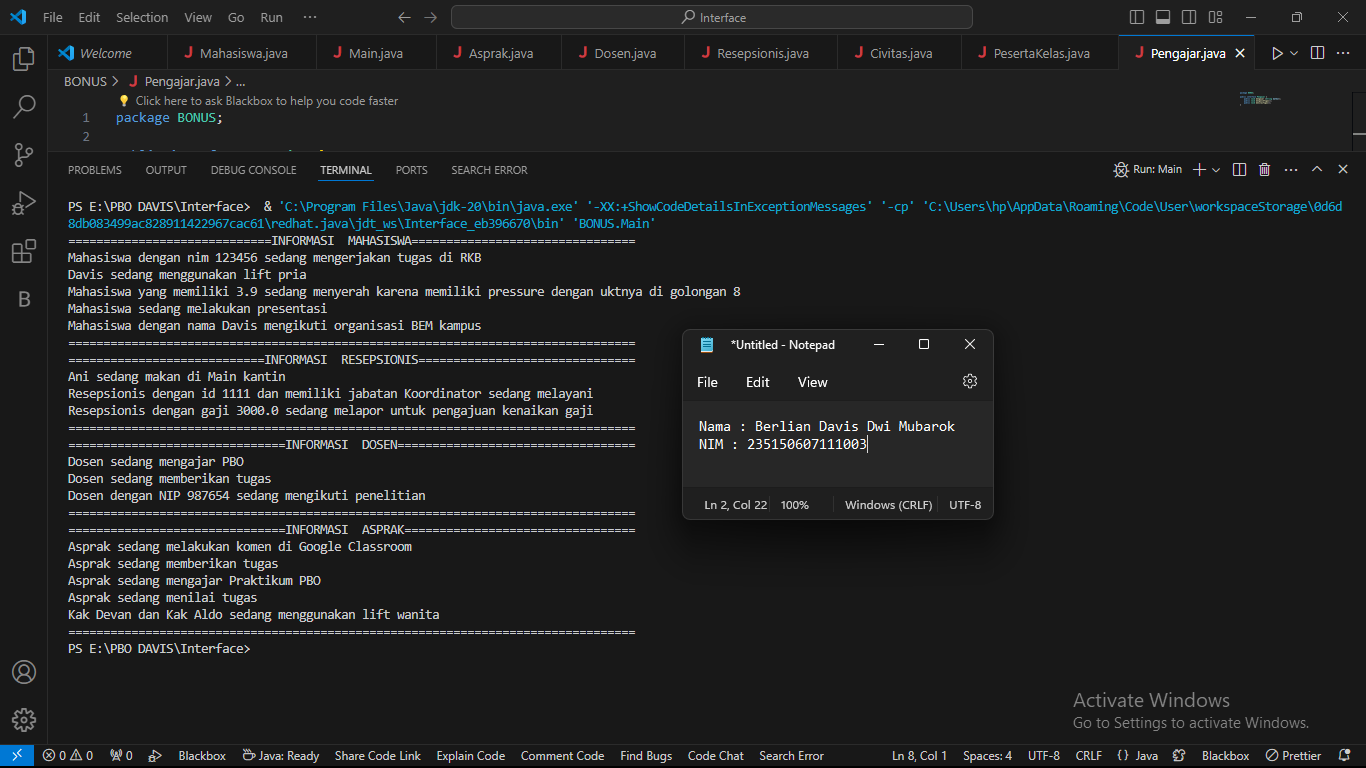 File Edit Selection View Go Run ··· Interface
Welcome Mahasiswa.java Main.java Asprak.java Dosen.java Resepsionis.java Civitas.java PesertaKelas.java Pengajar.java
BONUS > Pengajar.java > ...
Click here to ask Blackbox to help you code faster
1 package BONUS;
2
PROBLEMS OUTPUT DEBUG CONSOLE TERMINAL PORTS SEARCH ERROR Run: Main
PS E:\PBO DAVIS\Interface> & 'C:\Program Files\Java\jdk-20\bin\java.exe' '-XX:+ShowCodeDetailsInExceptionMessages' '-cp' 'C:\Users\hp\AppData\Roaming\Code\User\workspaceStorage\0d6d
8db083499ac828911422967cac61\redhat.java\jdt_ws\Interface_eb396670\bin' 'BONUS.Main'
=============================INFORMASI  MAHASISWA================================
Mahasiswa dengan nim 123456 sedang mengerjakan tugas di RKB
Davis sedang menggunakan lift pria
Mahasiswa yang memiliki 3.9 sedang menyerah karena memiliki pressure dengan uktnya di golongan 8
Mahasiswa sedang melakukan presentasi
Mahasiswa dengan nama Davis mengikuti organisasi BEM kampus
=================================================================================
============================INFORMASI  RESEPSIONIS===============================
Ani sedang makan di Main kantin
Resepsionis dengan id 1111 dan memiliki jabatan Koordinator sedang melayani
Resepsionis dengan gaji 3000.0 sedang melapor untuk pengajuan kenaikan gaji
=================================================================================
===============================INFORMASI  DOSEN==================================
Dosen sedang mengajar PBO
Dosen sedang memberikan tugas
Dosen dengan NIP 987654 sedang mengikuti penelitian
=================================================================================
===============================INFORMASI  ASPRAK=================================
Asprak sedang melakukan komen di Google Classroom
Asprak sedang memberikan tugas
Asprak sedang mengajar Praktikum PBO
Asprak sedang menilai tugas
Kak Devan dan Kak Aldo sedang menggunakan lift wanita
=================================================================================
PS E:\PBO DAVIS\Interface>
*Untitled - Notepad
File Edit View
Nama : Berlian Davis Dwi Mubarok
NIM : 235150607111003
Ln 2, Col 22 100% Windows (CRLF) UTF-8
B
Activate Windows
Go to Settings to activate Windows.
0 0 0 Blackbox Java: Ready Share Code Link Explain Code Comment Code Find Bugs Code Chat Search Error Ln 8, Col 1 Spaces: 4 UTF-8 CRLF {} Java Blackbox Prettier